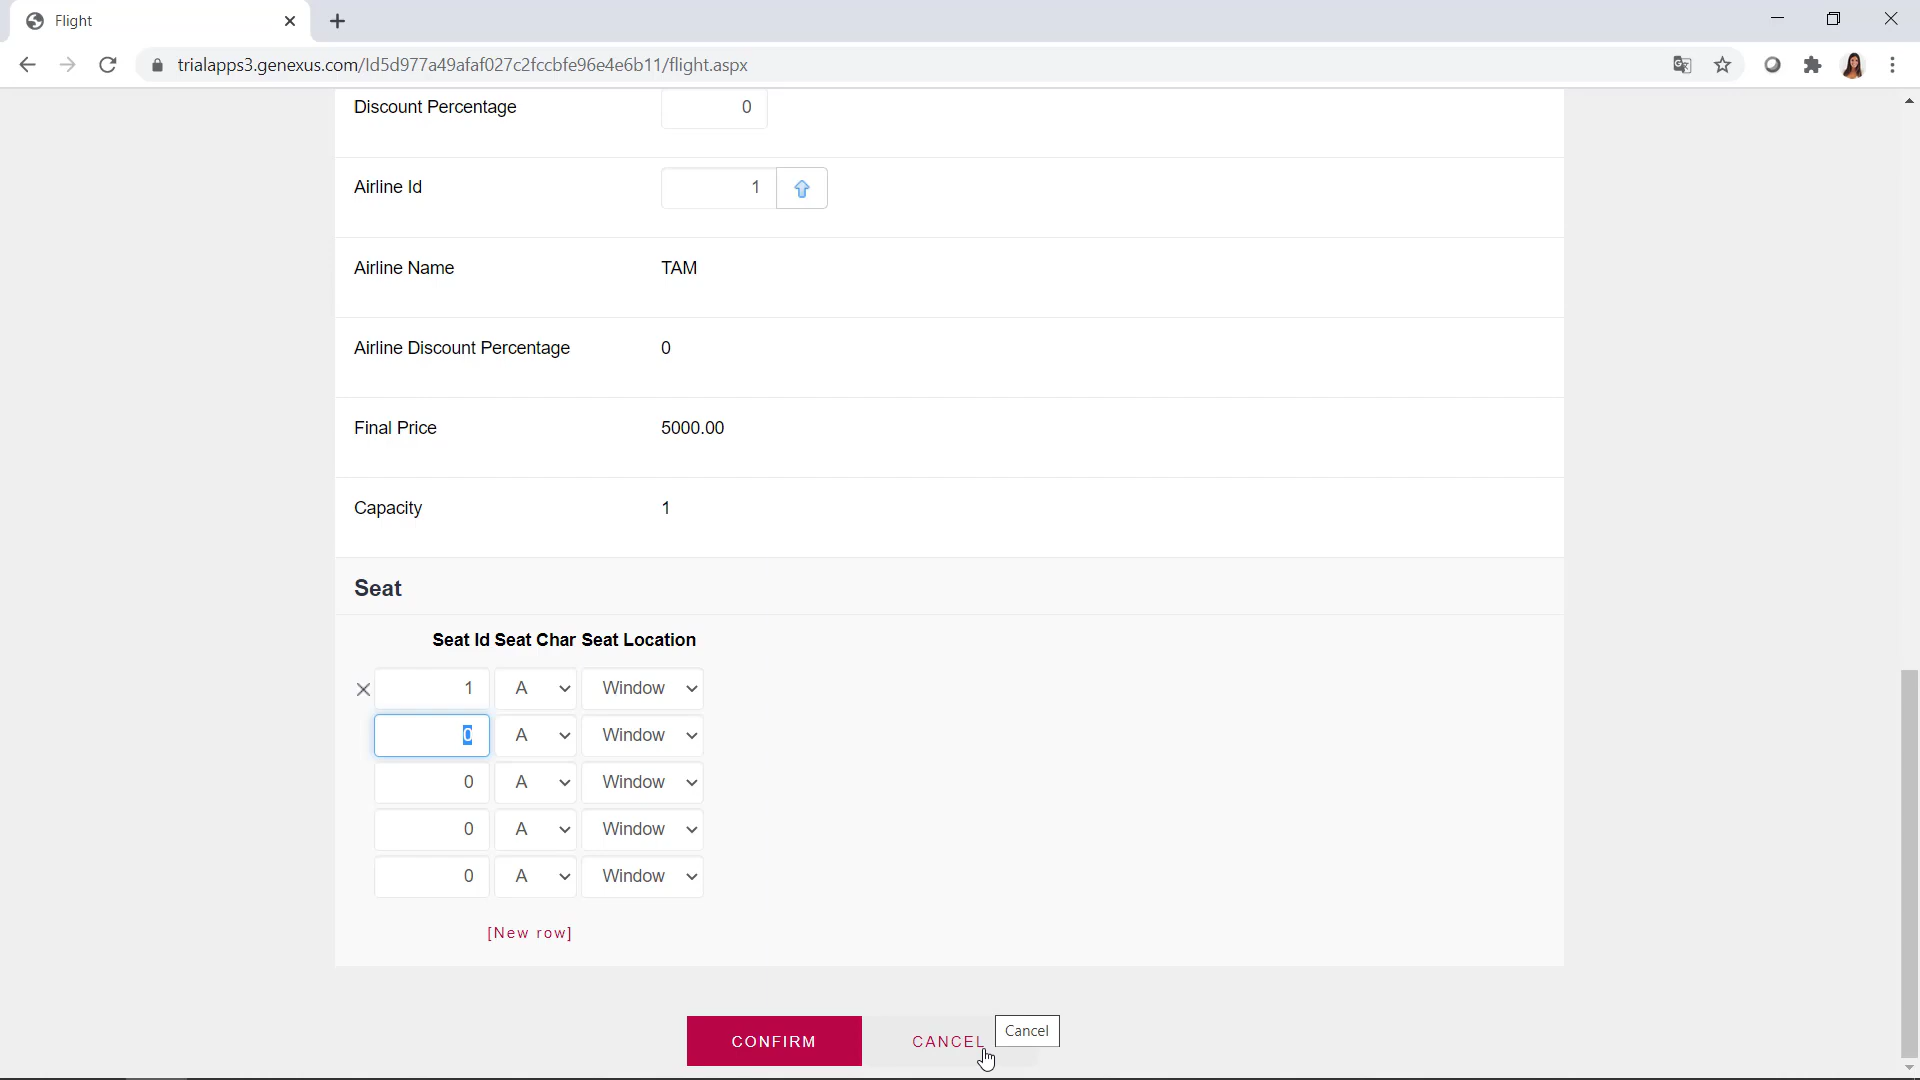 Flight
trialapps3.genexus.com/Id5d977a49afaf027c2fccbfe96e4e6b11/flight.aspx
Discount Percentage 0
Airline Id 1
Airline Name TAM
Airline Discount Percentage 0
Final Price 5000.00
Capacity 1
Seat
Seat Id Seat Char Seat Location
1 A Window
0 A Window
0 A Window
0 A Window
0 A Window
[New row]
CONFIRM CANCEL Cancel